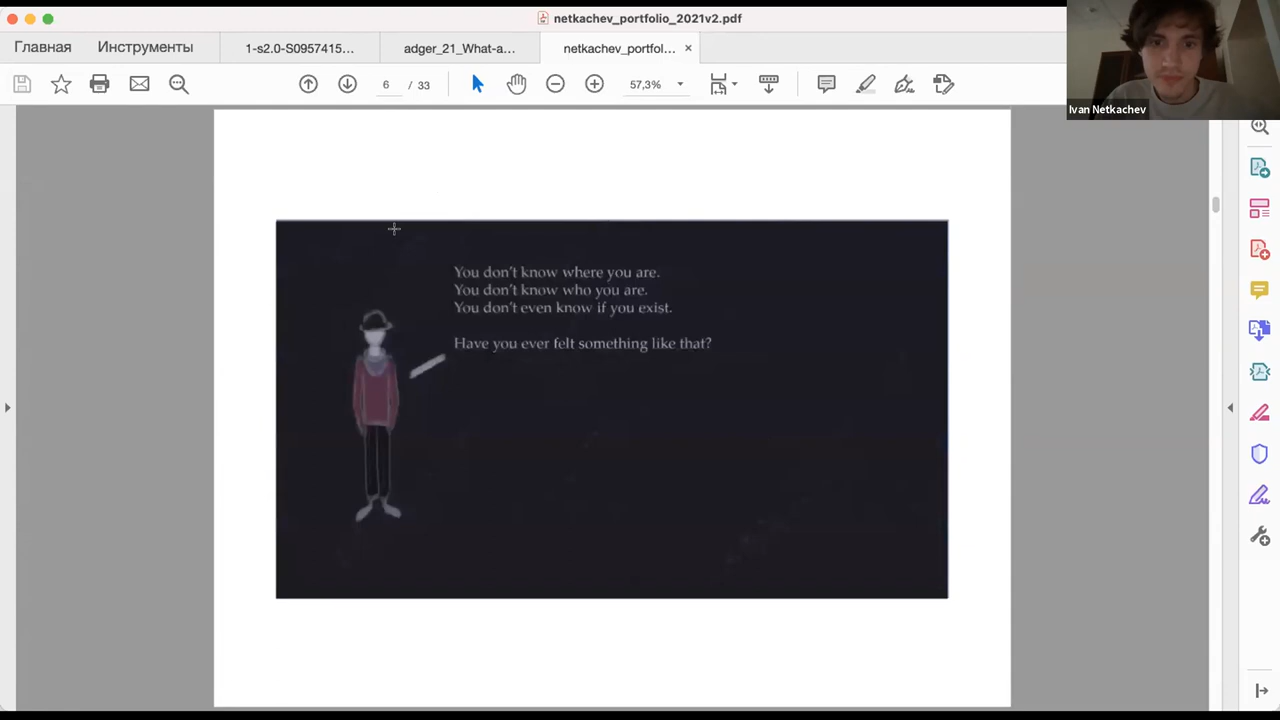 netkachev_portfolio_2021v2.pdf
Главная
Инструменты
1-s2.0-S0957415...
adger_21_What-a...
netkachev_portfol...
6 / 33
57,3%
Ivan Netkachev
You don't know where you are.
You don't know who you are.
You don't even know if you exist.
Have you ever felt something like that?